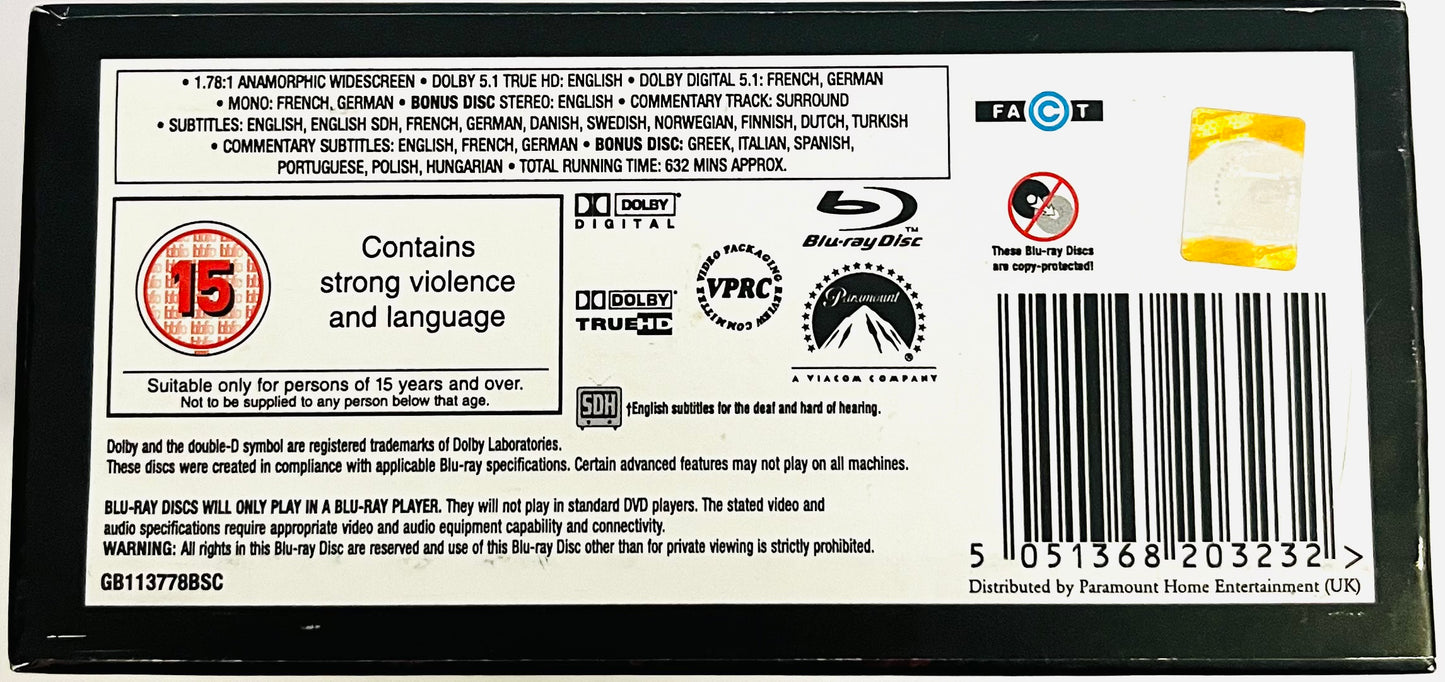 • 1.78:1 ANAMORPHIC WIDESCREEN • DOLBY 5.1 TRUE HD: ENGLISH • DOLBY DIGITAL 5.1: FRENCH, GERMAN
• MONO: FRENCH, GERMAN • BONUS DISC STEREO: ENGLISH • COMMENTARY TRACK: SURROUND
• SUBTITLES: ENGLISH, ENGLISH SDH, FRENCH, GERMAN, DANISH, SWEDISH, NORWEGIAN, FINNISH, DUTCH, TURKISH
• COMMENTARY SUBTITLES: ENGLISH, FRENCH, GERMAN • BONUS DISC: GREEK, ITALIAN, SPANISH,
PORTUGUESE, POLISH, HUNGARIAN • TOTAL RUNNING TIME: 632 MINS APPROX.
15
Contains
strong violence
and language
Suitable only for persons of 15 years and over.
Not to be supplied to any person below that age.
DOLBY
DIGITAL
DOLBY
TRUEHD
VIDEO PACKAGING REVIEW COMMITTEE
VPRC
Blu-ray Disc™
Paramount®
A VIACOM COMPANY
SDH †English subtitles for the deaf and hard of hearing.
FACT
These Blu-ray Discs
are copy-protected!
Dolby and the double-D symbol are registered trademarks of Dolby Laboratories.
These discs were created in compliance with applicable Blu-ray specifications. Certain advanced features may not play on all machines.
BLU-RAY DISCS WILL ONLY PLAY IN A BLU-RAY PLAYER. They will not play in standard DVD players. The stated video and
audio specifications require appropriate video and audio equipment capability and connectivity.
WARNING: All rights in this Blu-ray Disc are reserved and use of this Blu-ray Disc other than for private viewing is strictly prohibited.
GB113778BSC
5 051368 203232 >
Distributed by Paramount Home Entertainment (UK)